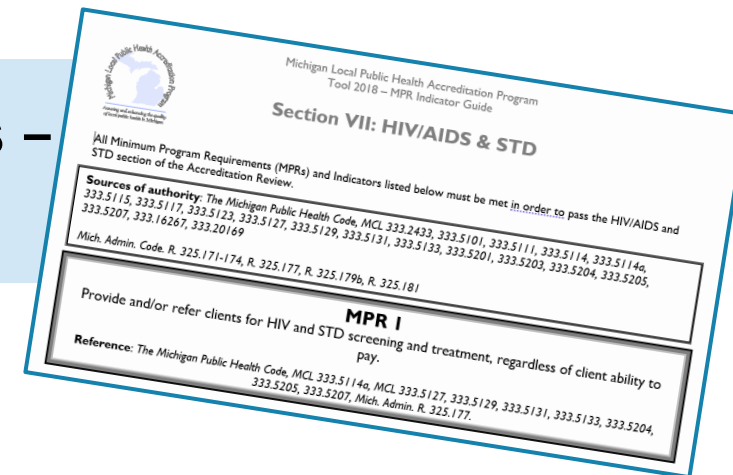 s –
Michigan Local Public Health Accreditation Program
Tool 2018 – MPR Indicator Guide
Section VII: HIV/AIDS & STD
All Minimum Program Requirements (MPRs) and Indicators listed below must be met in order to pass the HIV/AIDS and
STD section of the Accreditation Review.
Sources of authority: The Michigan Public Health Code, MCL 333.2433, 333.5101, 333.5111, 333.5114, 333.5114a,
333.5115, 333.5117, 333.5123, 333.5127, 333.5129, 333.5131, 333.5133, 333.5201, 333.5203, 333.5204, 333.5205,
333.5207, 333.16267, 333.20169
Mich. Admin. Code. R. 325.171-174, R. 325.177, R. 325.179b, R. 325.181
MPR I
Provide and/or refer clients for HIV and STD screening and treatment, regardless of client ability to
pay.
Reference: The Michigan Public Health Code, MCL 333.5114a, MCL 333.5127, 333.5129, 333.5131, 333.5133, 333.5204,
333.5205, 333.5207, Mich. Admin. R. 325.177.